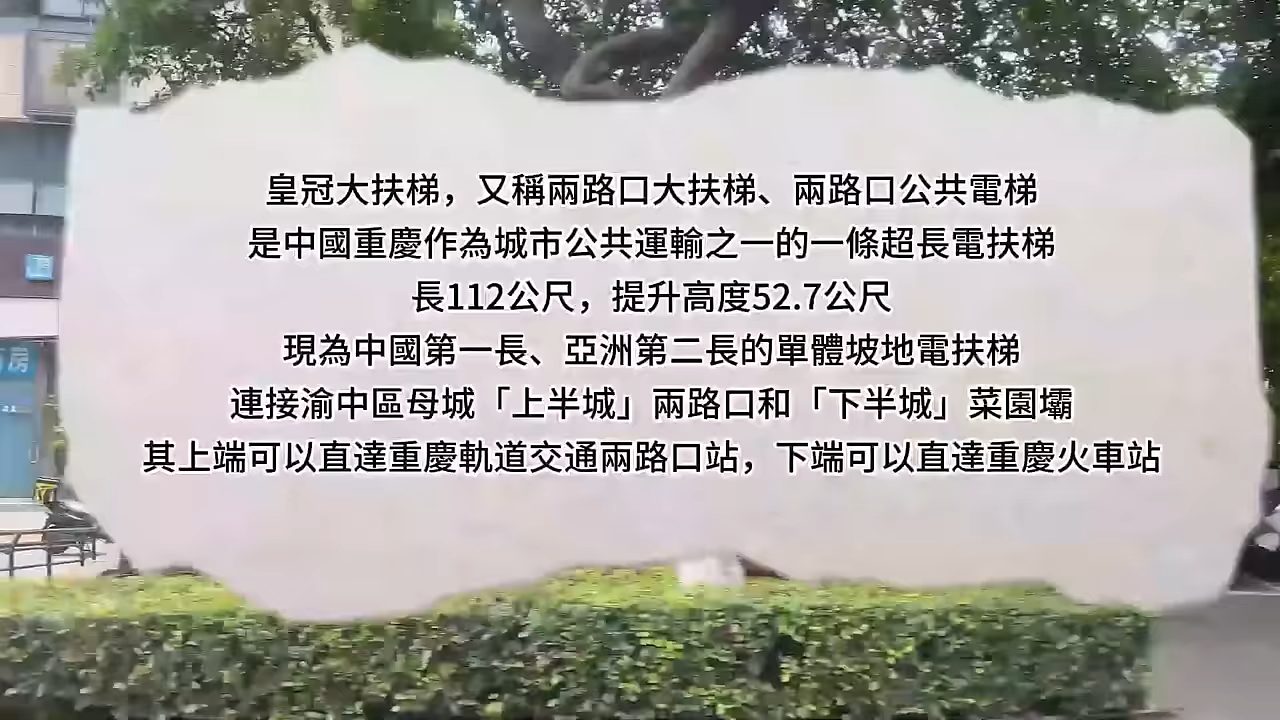 皇冠大扶梯，又稱兩路口大扶梯、兩路口公共電梯
是中國重慶作為城市公共運輸之一的一條超長電扶梯
長112公尺，提升高度52.7公尺
現為中國第一長、亞洲第二長的單體坡地電扶梯
連接渝中區母城「上半城」兩路口和「下半城」菜園壩
其上端可以直達重慶軌道交通兩路口站，下端可以直達重慶火車站
房